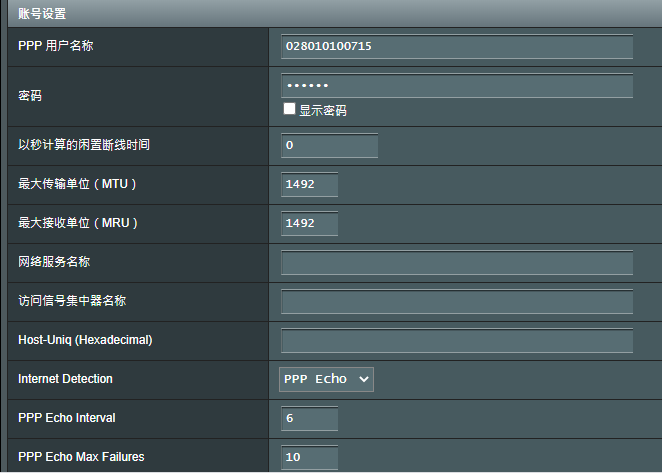 账号设置
PPP 用户名称
028010100715
密码
••••••
显示密码
以秒计算的闲置断线时间
0
最大传输单位（MTU）
1492
最大接收单位（MRU）
1492
网络服务名称
访问信号集中器名称
Host-Uniq (Hexadecimal)
Internet Detection
PPP Echo
PPP Echo Interval
6
PPP Echo Max Failures
10